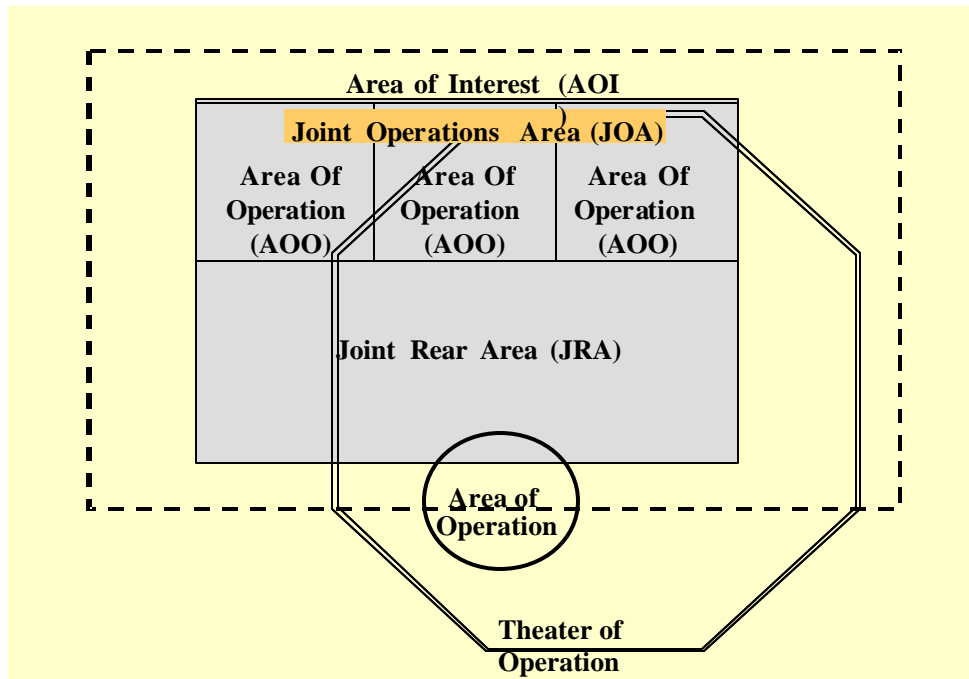 Area of Interest (AOI
)
Joint Operations Area (JOA)
Area Of
Operation
(AOO)
Area Of
Operation
(AOO)
Area Of
Operation
(AOO)
Joint Rear Area (JRA)
Area of
Operation
Theater of
Operation